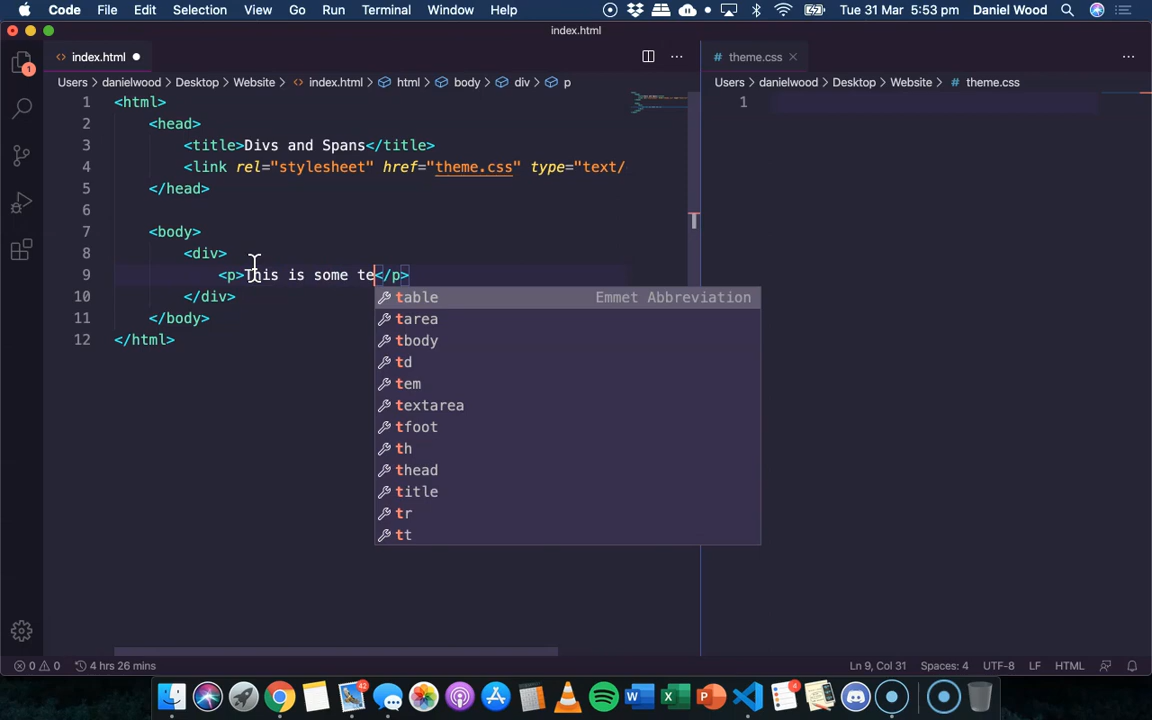 Code File Edit Selection View Go Run Terminal Window Help Tue 31 Mar 5:53 pm Daniel Wood
index.html
index.html
theme.css
Users danielwood Desktop Website index.html html body div p
Users danielwood Desktop Website theme.css
1 <html>
2 <head>
3 <title>Divs and Spans</title>
4 <link rel="stylesheet" href="theme.css" type="text/
5 </head>
6
7 <body>
8 <div>
9 <p>This is some te</p>
10 </div>
11 </body>
12 </html>
1
table Emmet Abbreviation
tarea
tbody
td
tem
textarea
tfoot
th
thead
title
tr
tt
1
0 0 4 hrs 26 mins Ln 9, Col 31 Spaces: 4 UTF-8 LF HTML
42
4